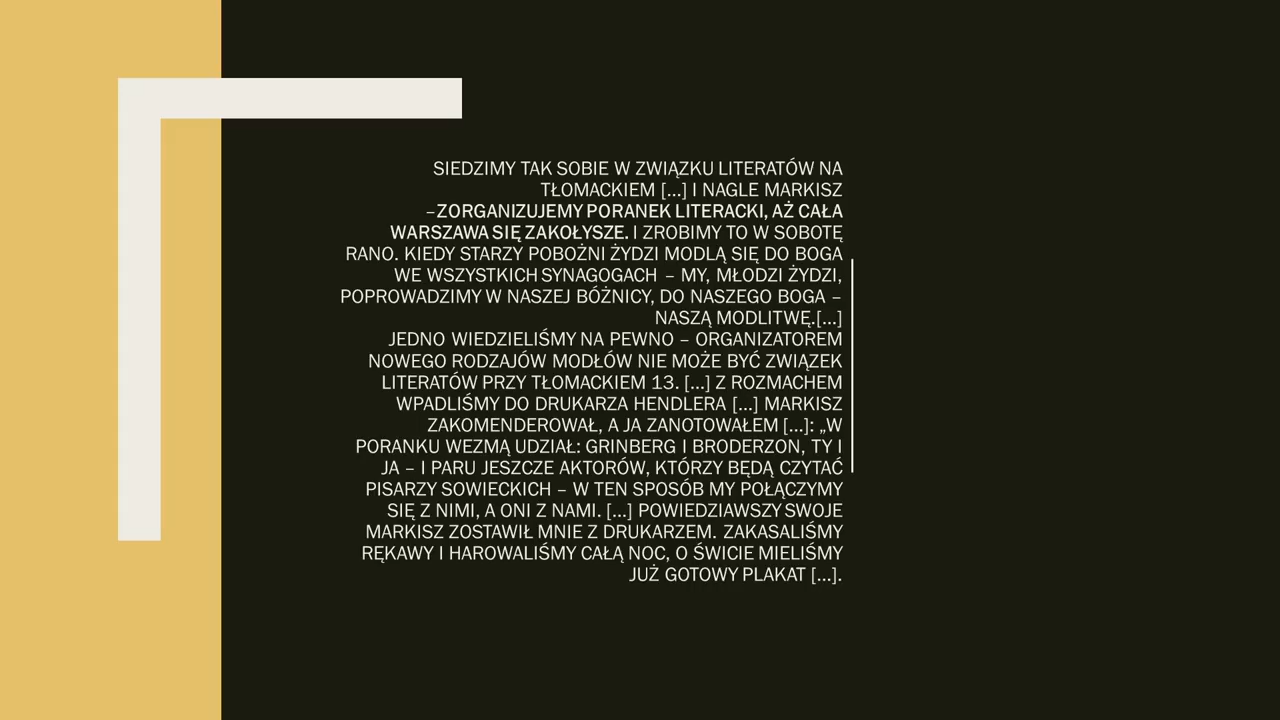 SIEDZIMY TAK SOBIE W ZWIĄZKU LITERATÓW NA
TŁOMACKIEM [...] I NAGLE MARKISZ
–ZORGANIZUJEMY PORANEK LITERACKI, AŻ CAŁA
WARSZAWA SIĘ ZAKOŁYSZE. I ZROBIMY TO W SOBOTĘ
RANO. KIEDY STARZY POBOŻNI ŻYDZI MODLĄ SIĘ DO BOGA
WE WSZYSTKICH SYNAGOGACH – MY, MŁODZI ŻYDZI,
POPROWADZIMY W NASZEJ BÓŻNICY, DO NASZEGO BOGA –
NASZĄ MODLITWĘ.[...]
JEDNO WIEDZIELIŚMY NA PEWNO – ORGANIZATOREM
NOWEGO RODZAJÓW MODŁÓW NIE MOŻE BYĆ ZWIĄZEK
LITERATÓW PRZY TŁOMACKIEM 13. [...] Z ROZMACHEM
WPADLIŚMY DO DRUKARZA HENDLERA [...] MARKISZ
ZAKOMENDEROWAŁ, A JA ZANOTOWAŁEM [...]: „W
PORANKU WEZMĄ UDZIAŁ: GRINBERG I BRODERZON, TY I
JA – I PARU JESZCZE AKTORÓW, KTÓRZY BĘDĄ CZYTAĆ
PISARZY SOWIECKICH – W TEN SPOSÓB MY POŁĄCZYMY
SIĘ Z NIMI, A ONI Z NAMI. [...] POWIEDZIAWSZY SWOJE
MARKISZ ZOSTAWIŁ MNIE Z DRUKARZEM. ZAKASALIŚMY
RĘKAWY I HAROWALIŚMY CAŁĄ NOC, O ŚWICIE MIELIŚMY
JUŻ GOTOWY PLAKAT [...].